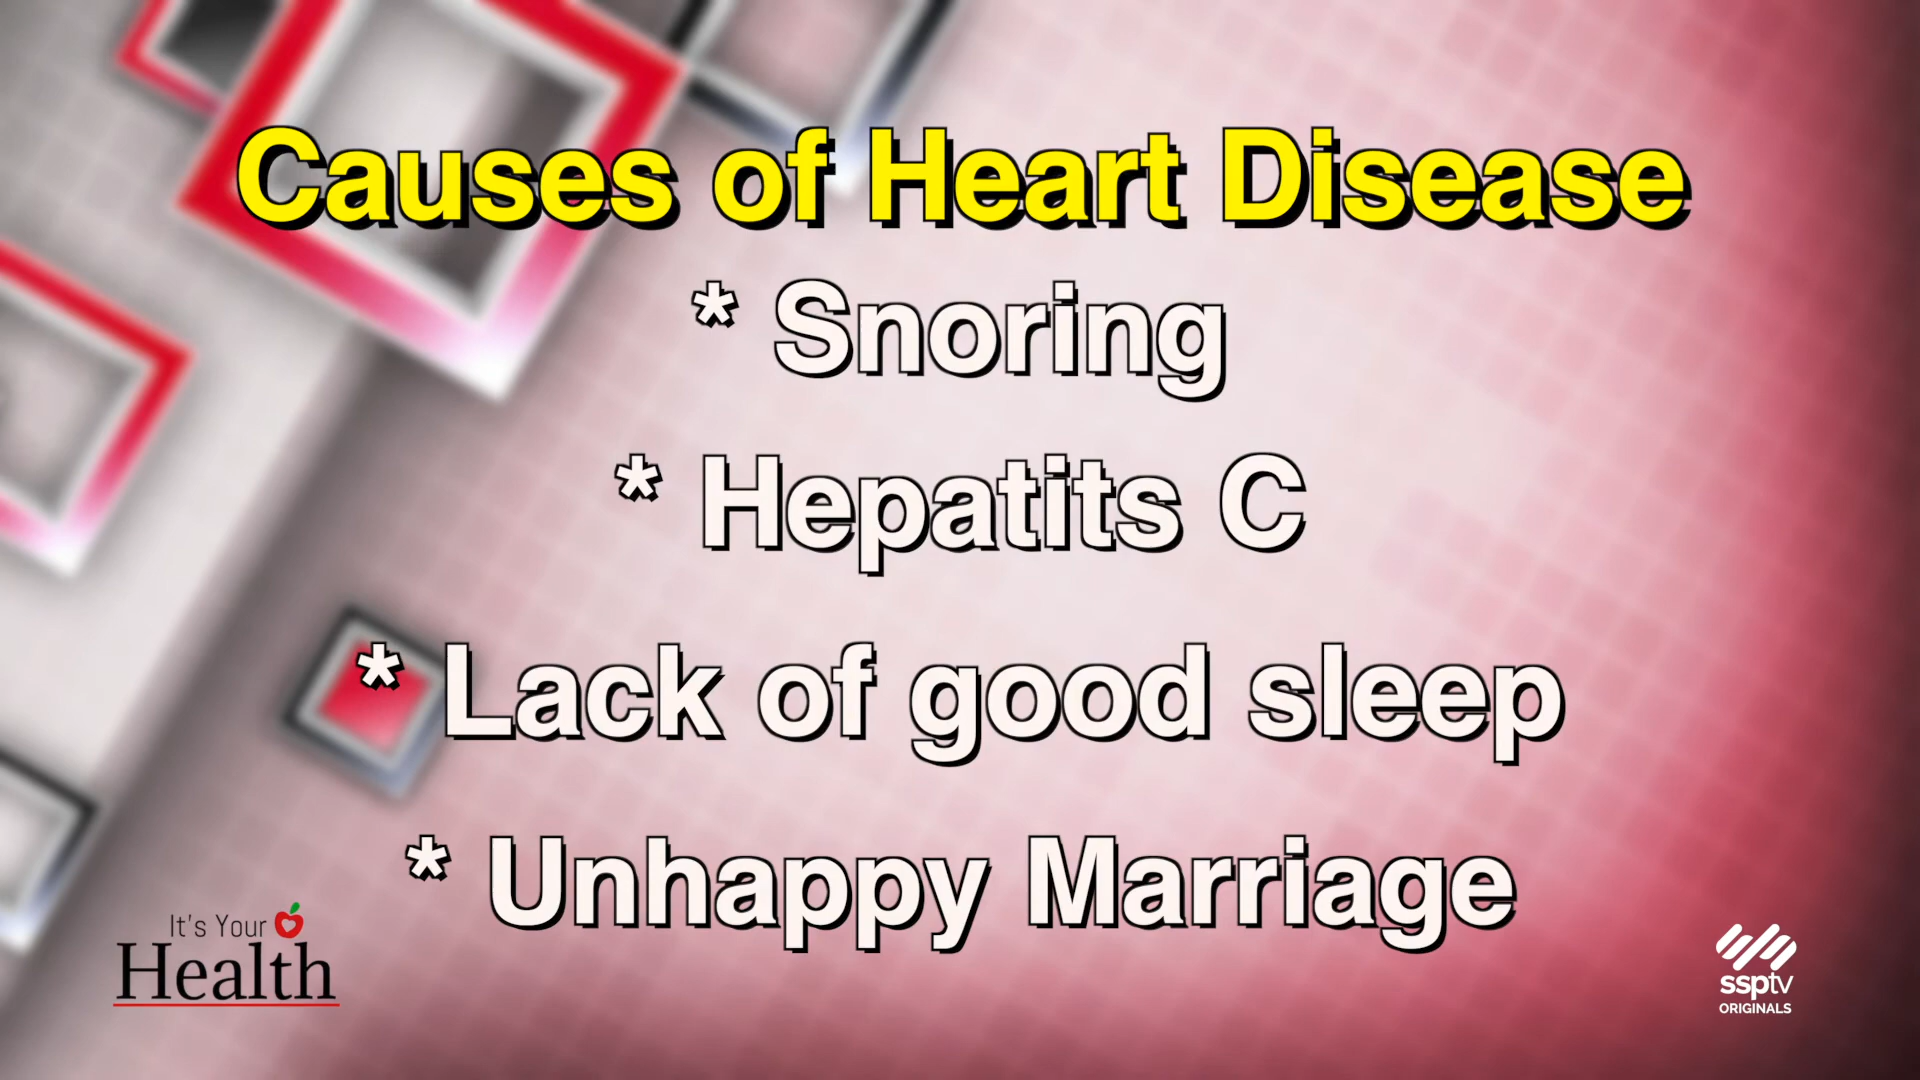 Causes of Heart Disease
* Snoring
* Hepatits C
* Lack of good sleep
* Unhappy Marriage
It's Your
Health
ssptv
ORIGINALS